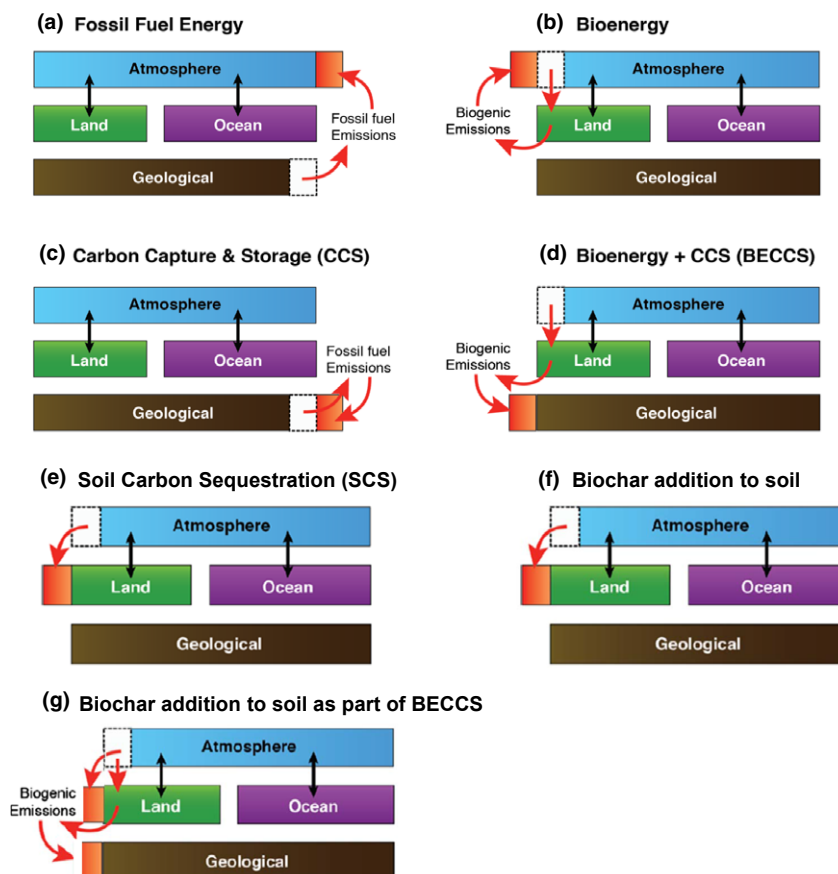 (a) Fossil Fuel Energy
Atmosphere
Land
Ocean
Fossil fuel
Emissions
Geological
(b) Bioenergy
Atmosphere
Biogenic
Emissions
Land
Ocean
Geological
(c) Carbon Capture & Storage (CCS)
Atmosphere
Land
Ocean
Fossil fuel
Emissions
Geological
(d) Bioenergy + CCS (BECCS)
Atmosphere
Biogenic
Emissions
Land
Ocean
Geological
(e) Soil Carbon Sequestration (SCS)
Atmosphere
Land
Ocean
Geological
(f) Biochar addition to soil
Atmosphere
Land
Ocean
Geological
(g) Biochar addition to soil as part of BECCS
Atmosphere
Biogenic
Emissions
Land
Ocean
Geological